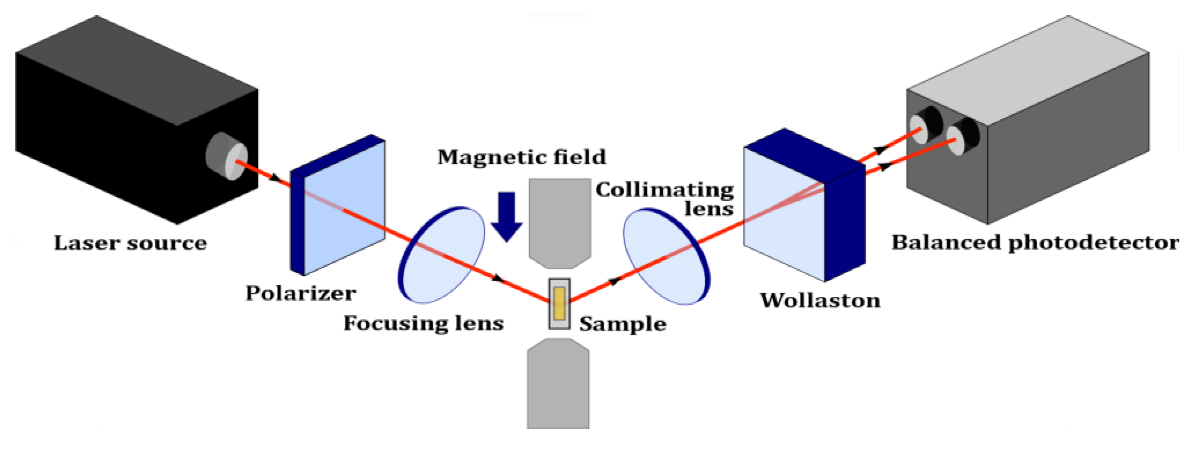 Magnetic field
Collimating
lens
Laser source
Balanced photodetector
Polarizer
Wollaston
Focusing lens
Sample